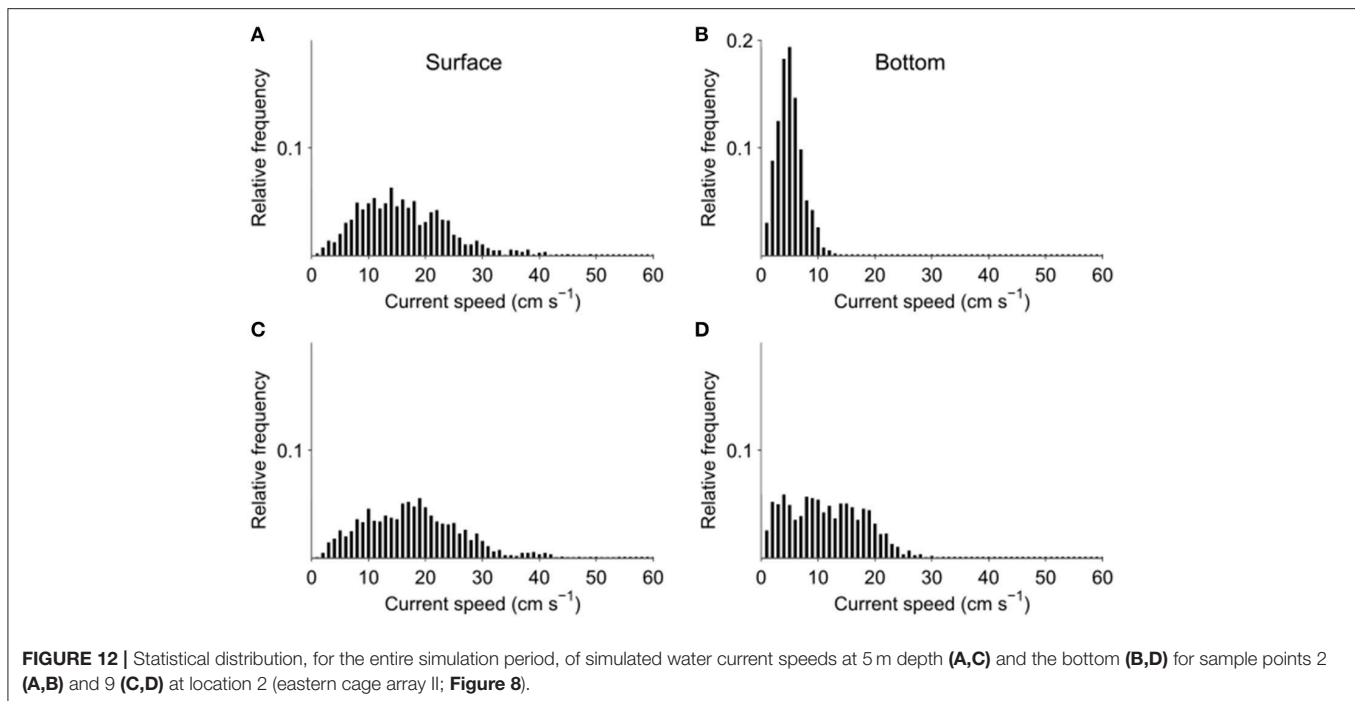 A
Surface
Relative frequency
0.1
0 10 20 30 40 50 60
Current speed (cm s⁻¹)
B
Bottom
Relative frequency
0.2
0.1
0 10 20 30 40 50 60
Current speed (cm s⁻¹)
C
Relative frequency
0.1
0 10 20 30 40 50 60
Current speed (cm s⁻¹)
D
Relative frequency
0.1
0 10 20 30 40 50 60
Current speed (cm s⁻¹)
FIGURE 12 | Statistical distribution, for the entire simulation period, of simulated water current speeds at 5 m depth (A,C) and the bottom (B,D) for sample points 2
(A,B) and 9 (C,D) at location 2 (eastern cage array II; Figure 8).